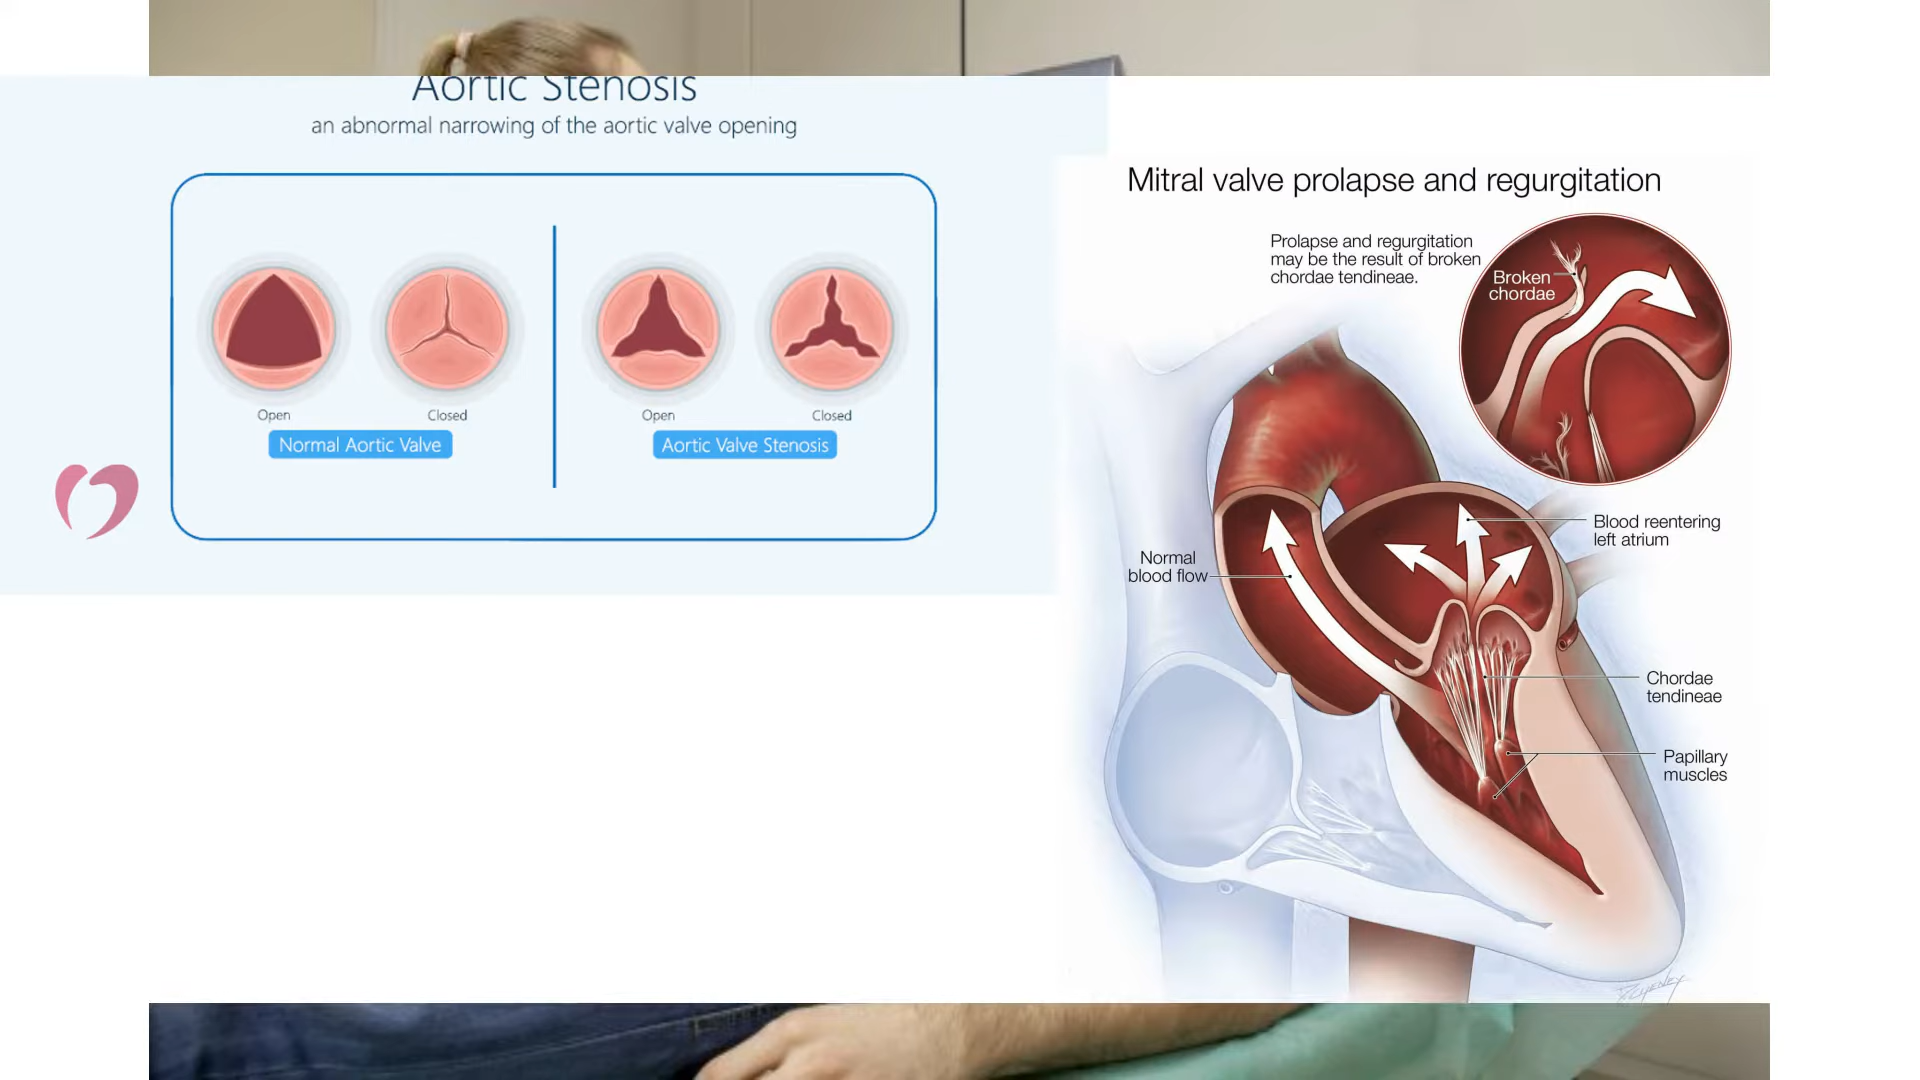 Aortic Stenosis
an abnormal narrowing of the aortic valve opening
Open
Closed
Open
Closed
Normal Aortic Valve
Aortic Valve Stenosis
Mitral valve prolapse and regurgitation
Prolapse and regurgitation
may be the result of broken
chordae tendineae.
Broken
chordae
Blood reentering
left atrium
Normal
blood flow
Chordae
tendineae
Papillary
muscles